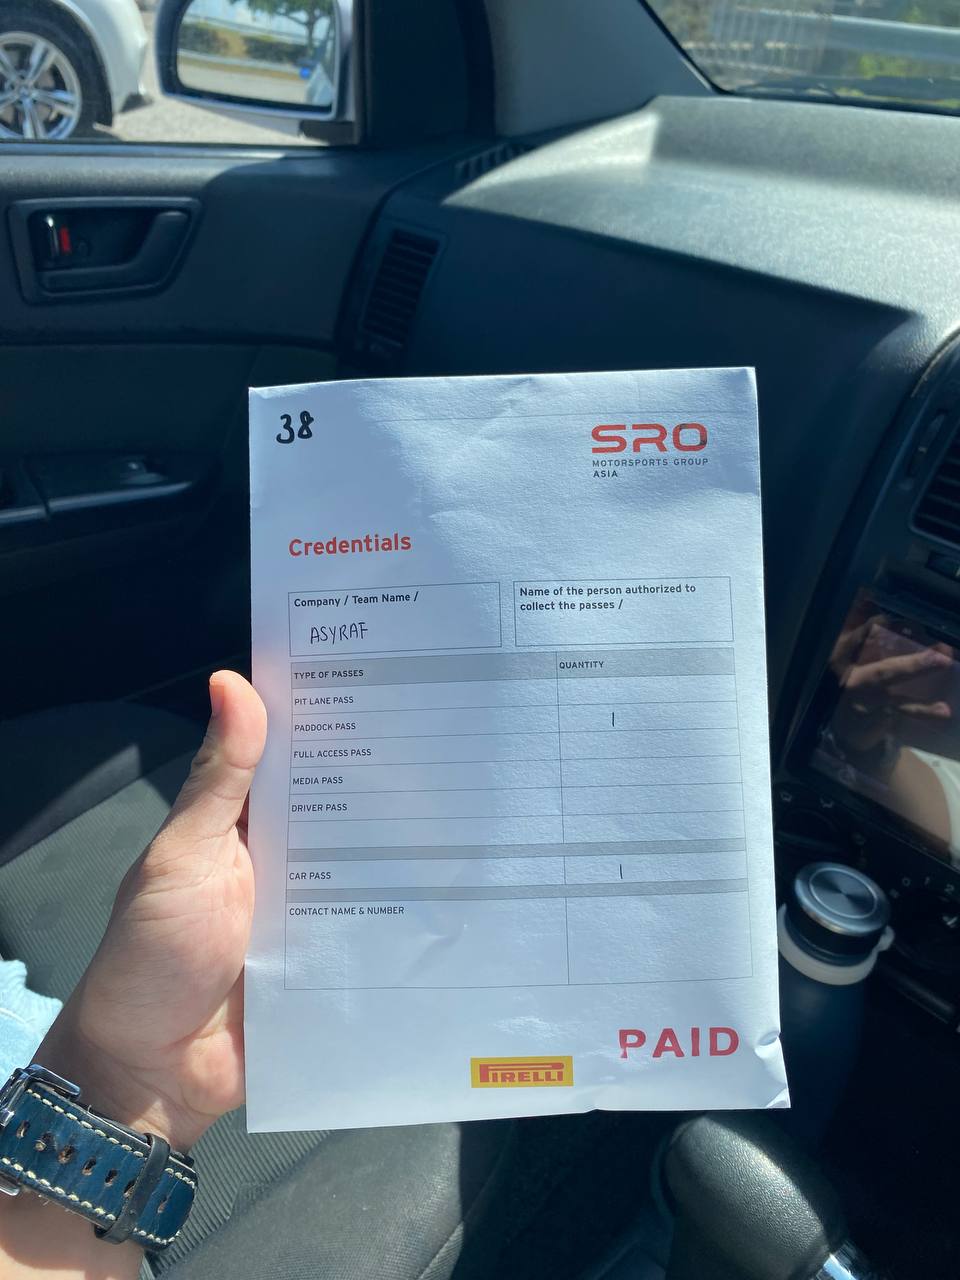 38
SRO
MOTORSPORTS GROUP
ASIA
Credentials
Company / Team Name /
ASYRAF
Name of the person authorized to
collect the passes /
TYPE OF PASSES
QUANTITY
PIT LANE PASS
PADDOCK PASS
1
FULL ACCESS PASS
MEDIA PASS
DRIVER PASS
CAR PASS
1
CONTACT NAME & NUMBER
PAID
PIRELLI